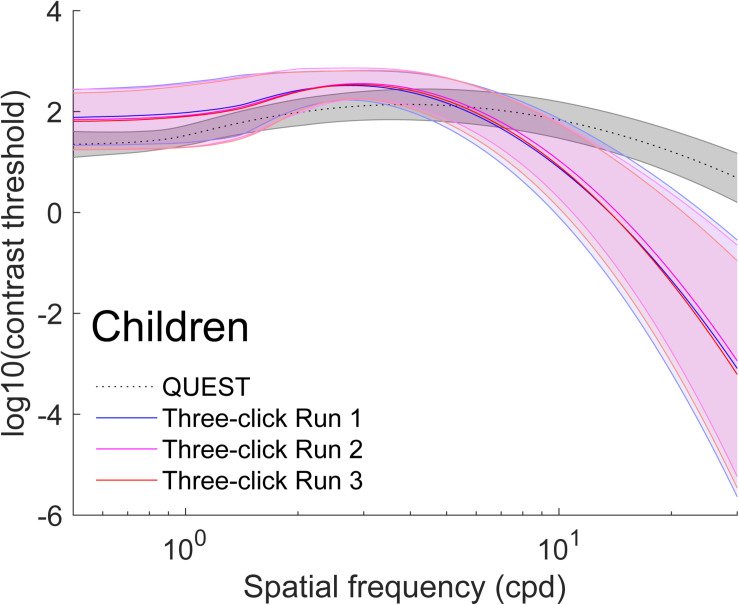 4
2
0
-2
-4
-6
log10(contrast threshold)
Children
QUEST
Three-click Run 1
Three-click Run 2
Three-click Run 3
10^0
10^1
Spatial frequency (cpd)